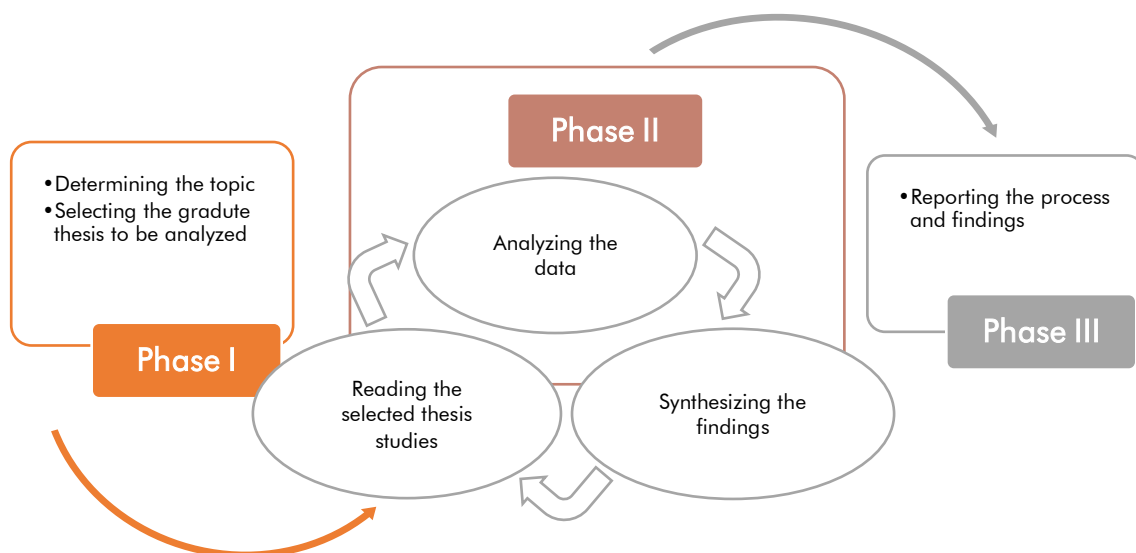 •Determining the topic
•Selecting the gradute
thesis to be analyzed
Phase I
Phase II
Analyzing the
data
Reading the
selected thesis
studies
Synthesizing the
findings
•Reporting the process
and findings
Phase III